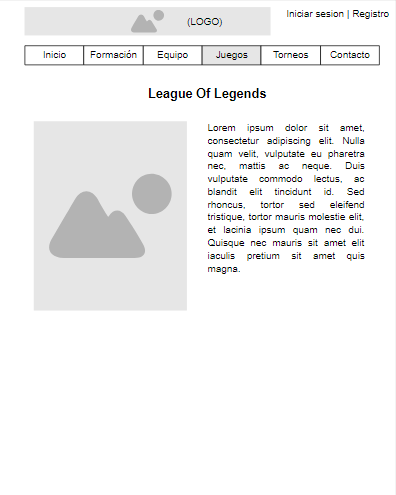 (LOGO)
Iniciar sesion | Registro
Inicio
Formación
Equipo
Juegos
Torneos
Contacto
League Of Legends
Lorem ipsum dolor sit amet,
consectetur adipiscing elit. Nulla
quam velit, vulputate eu pharetra
nec, mattis ac neque. Duis
vulputate commodo lectus, ac
blandit elit tincidunt id. Sed
rhoncus, tortor sed eleifend
tristique, tortor mauris molestie elit,
et lacinia ipsum quam nec dui.
Quisque nec mauris sit amet elit
iaculis pretium sit amet quis
magna.